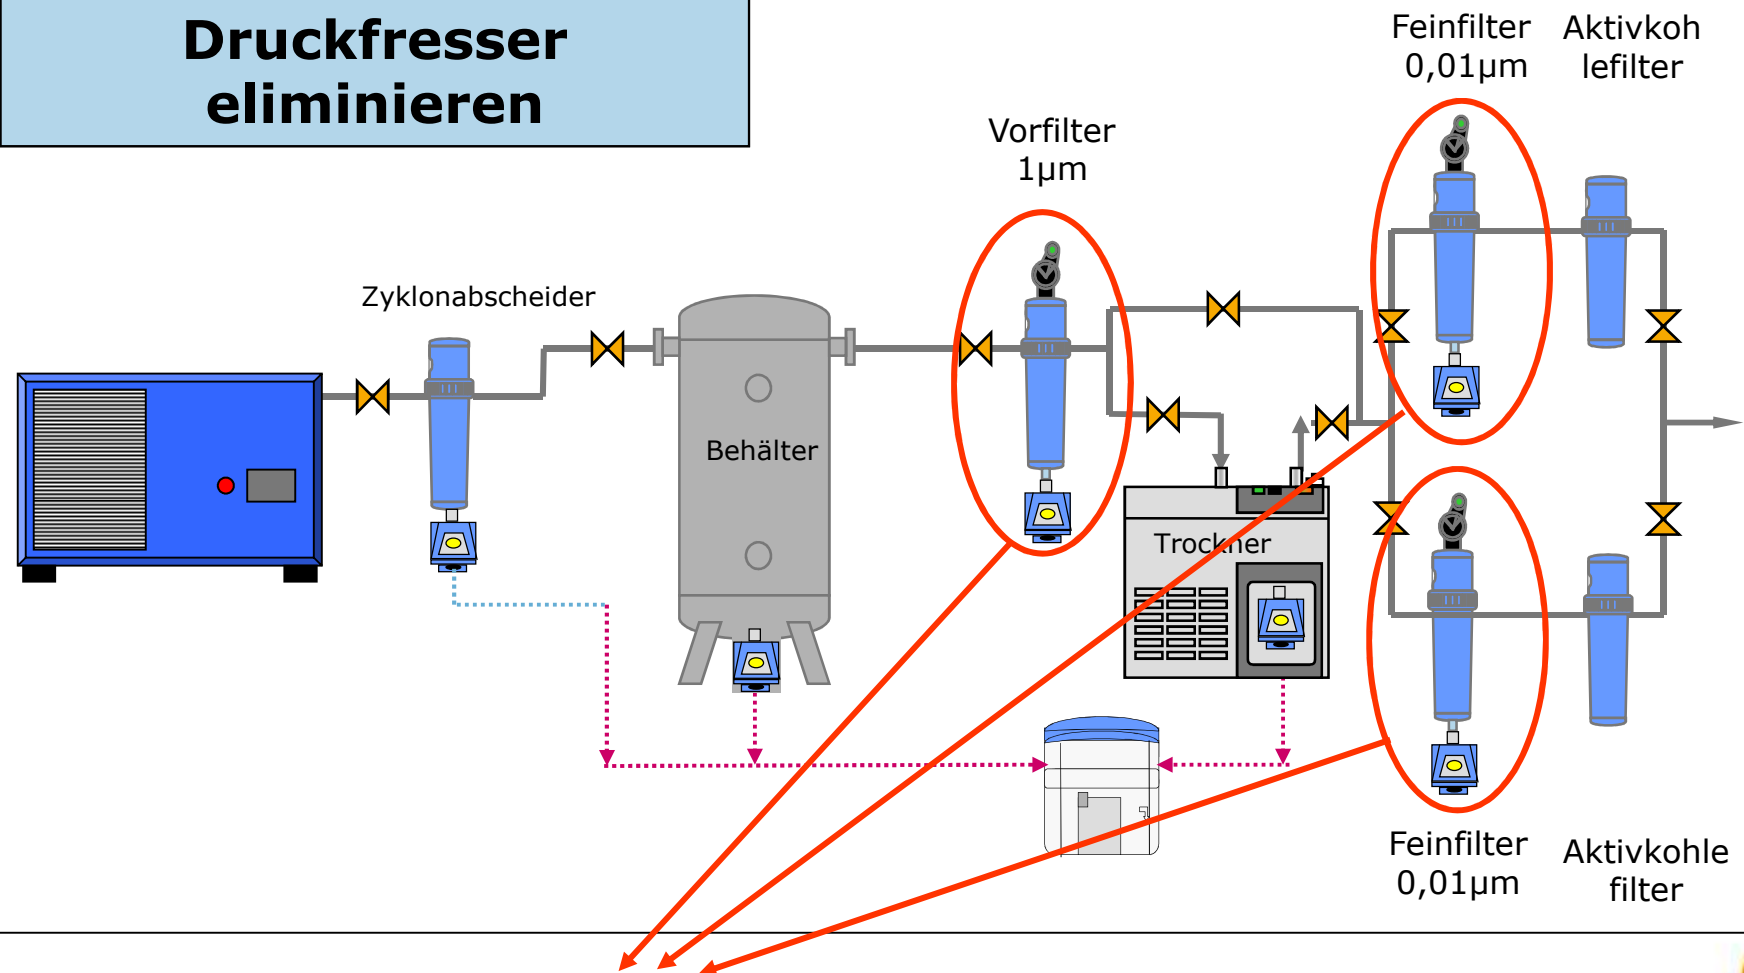 Druckfresser
eliminieren
Feinfilter
0,01µm
Aktivkoh
lefilter
Vorfilter
1µm
Zyklonabscheider
Behälter
Trockner
Feinfilter
0,01µm
Aktivkohle
filter